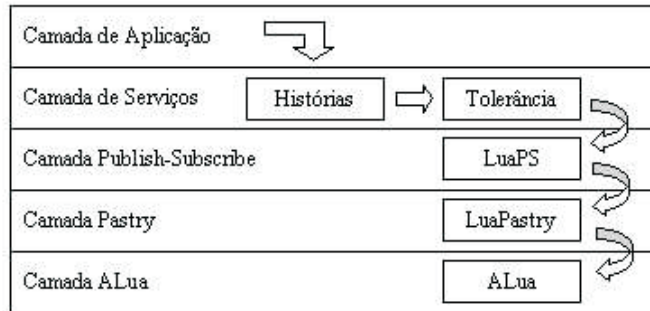 Camada de Aplicação
Camada de Serviços Histórias Tolerância
Camada Publish-Subscribe LuaPS
Camada Pastry LuaPastry
Camada ALua ALua